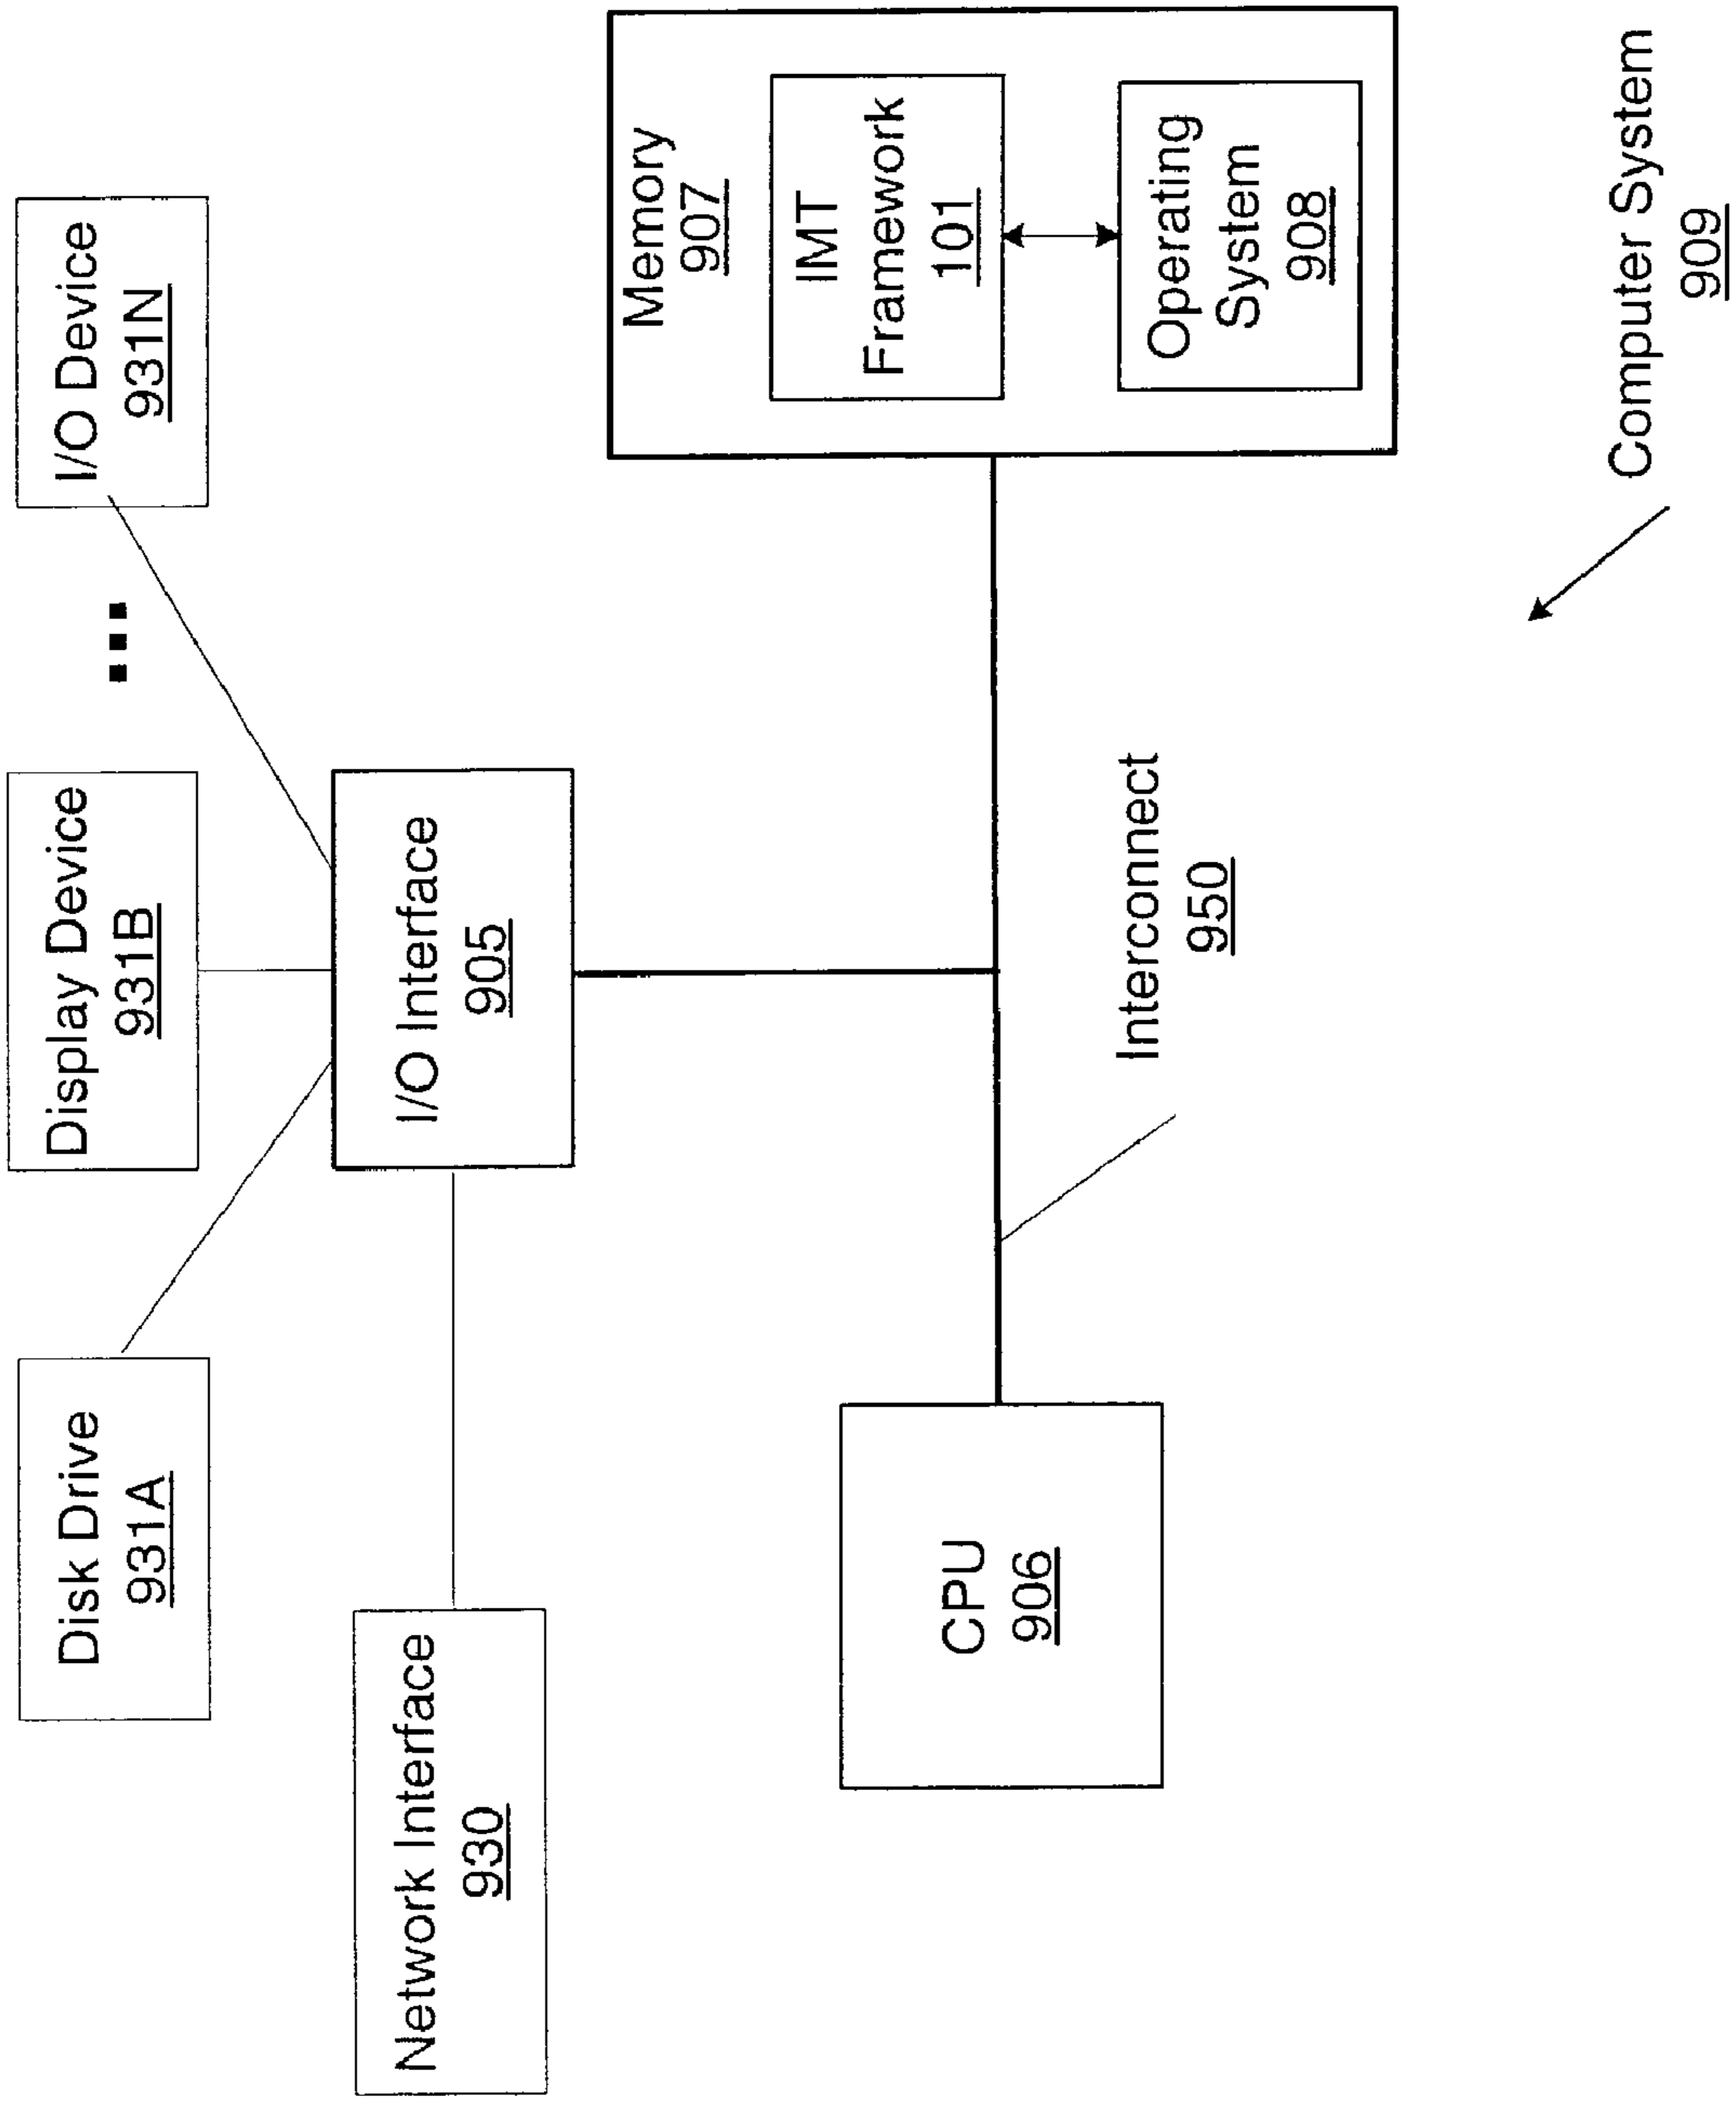 Disk Drive
931A
Display Device
931B
I/O Device
931N
Network Interface
930
I/O Interface
905
Memory
907
IMT
Framework
101
Operating
System
908
CPU
906
Interconnect
950
Computer System
909